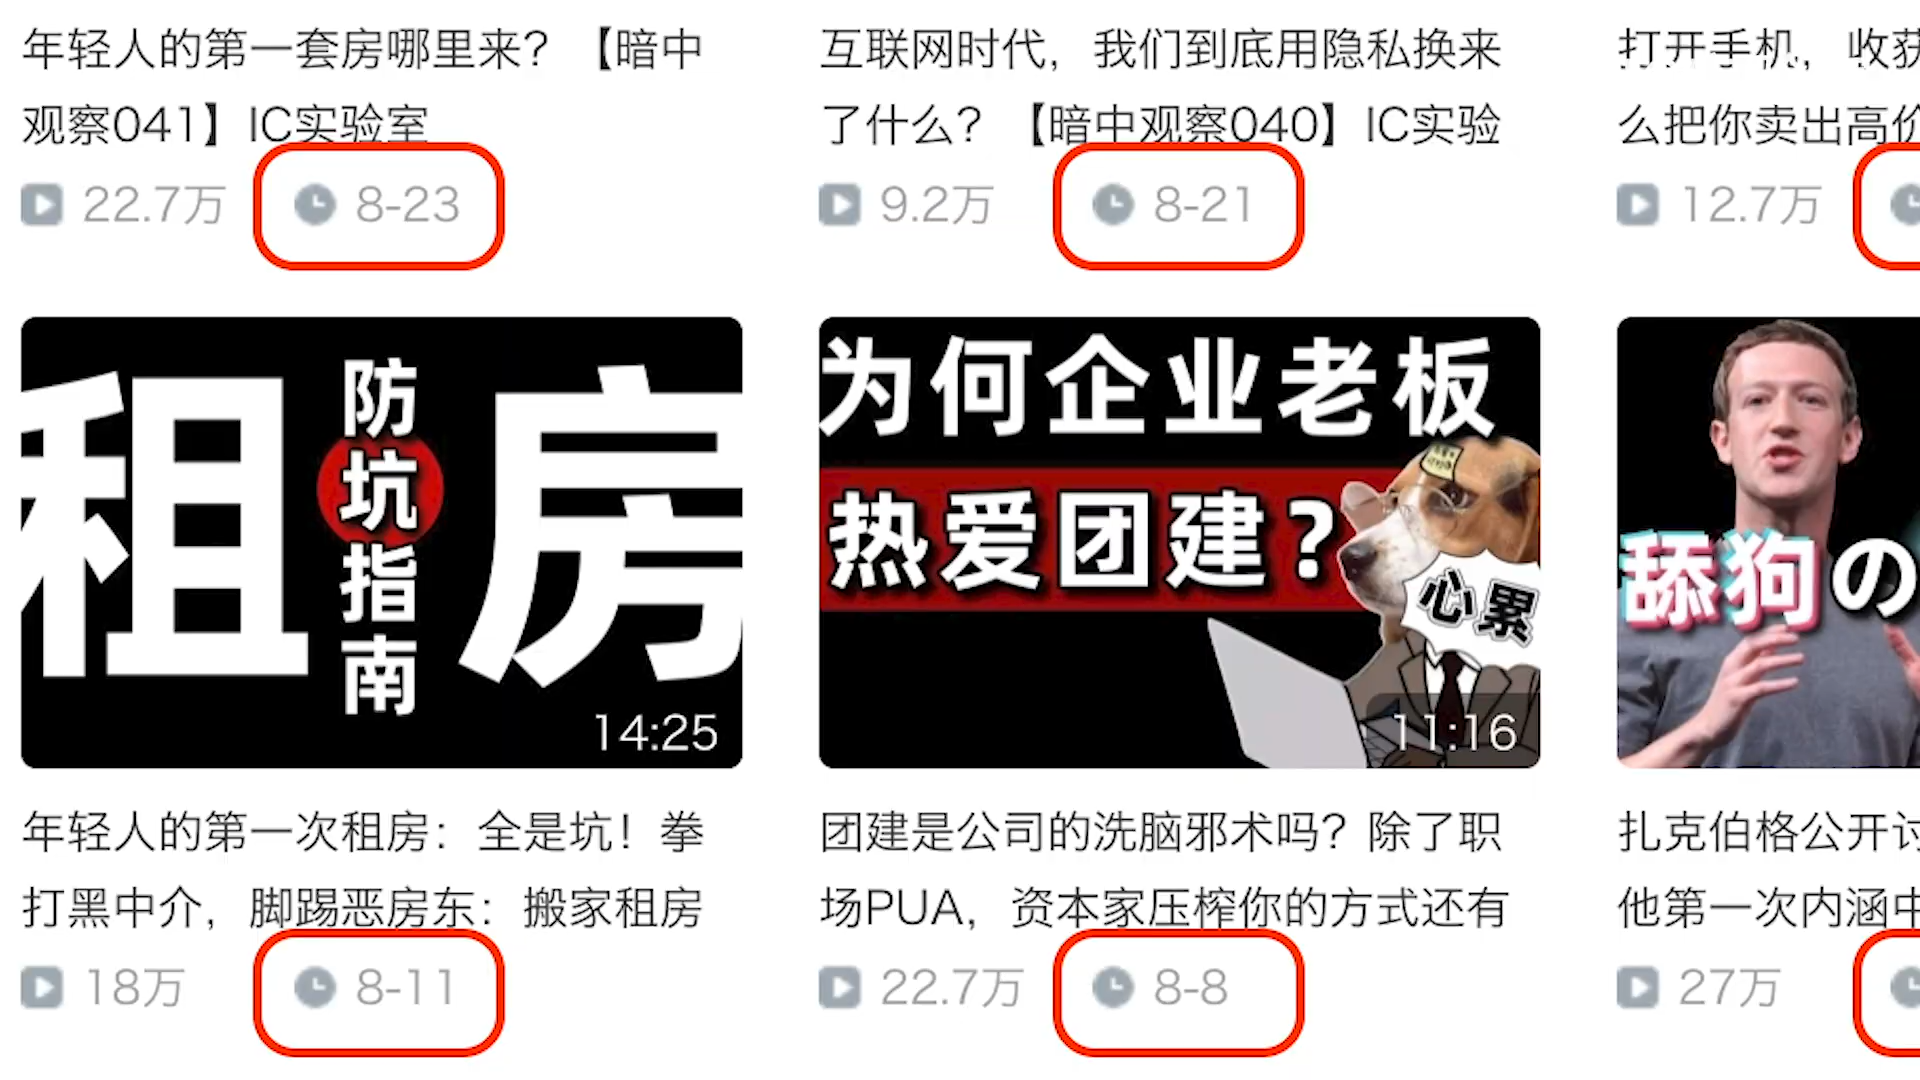 年轻人的第一套房哪里来？【暗中
观察041】IC实验室
22.7万 8-23
互联网时代，我们到底用隐私换来
了什么？【暗中观察040】IC实验
9.2万 8-21
打开手机，收获
么把你卖出高价
12.7万
租房
防坑指南
14:25
年轻人的第一次租房：全是坑！拳
打黑中介，脚踢恶房东：搬家租房
18万 8-11
为何企业老板
热爱团建？
心累
11:16
团建是公司的洗脑邪术吗？除了职
场PUA，资本家压榨你的方式还有
22.7万 8-8
舔狗の
扎克伯格公开讨
他第一次内涵中
27万